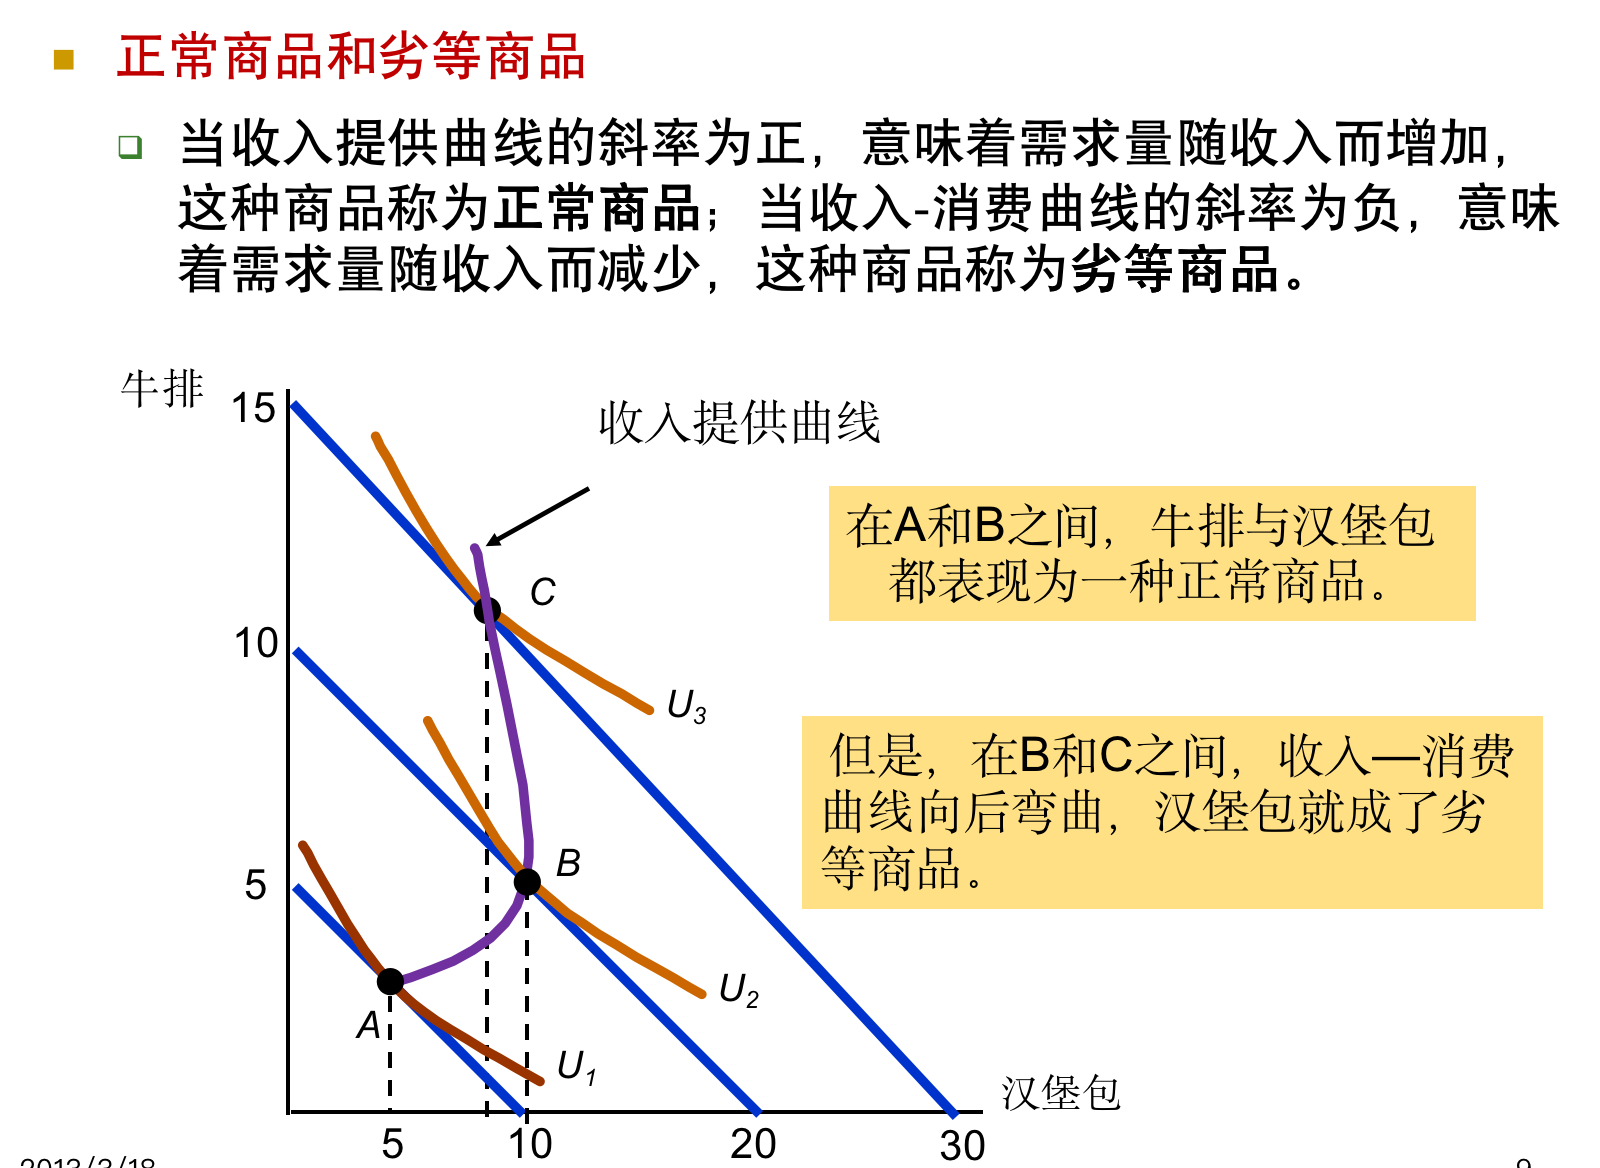 正常商品和劣等商品
当收入提供曲线的斜率为正，意味着需求量随收入而增加，
这种商品称为正常商品；当收入-消费曲线的斜率为负，意味
着需求量随收入而减少，这种商品称为劣等商品。
牛排
15
收入提供曲线
在A和B之间，牛排与汉堡包
都表现为一种正常商品。
C
10
U3
但是，在B和C之间，收入—消费
曲线向后弯曲，汉堡包就成了劣
等商品。
B
5
U2
A
U1
汉堡包
5
10
20
30
2013/3/18
9